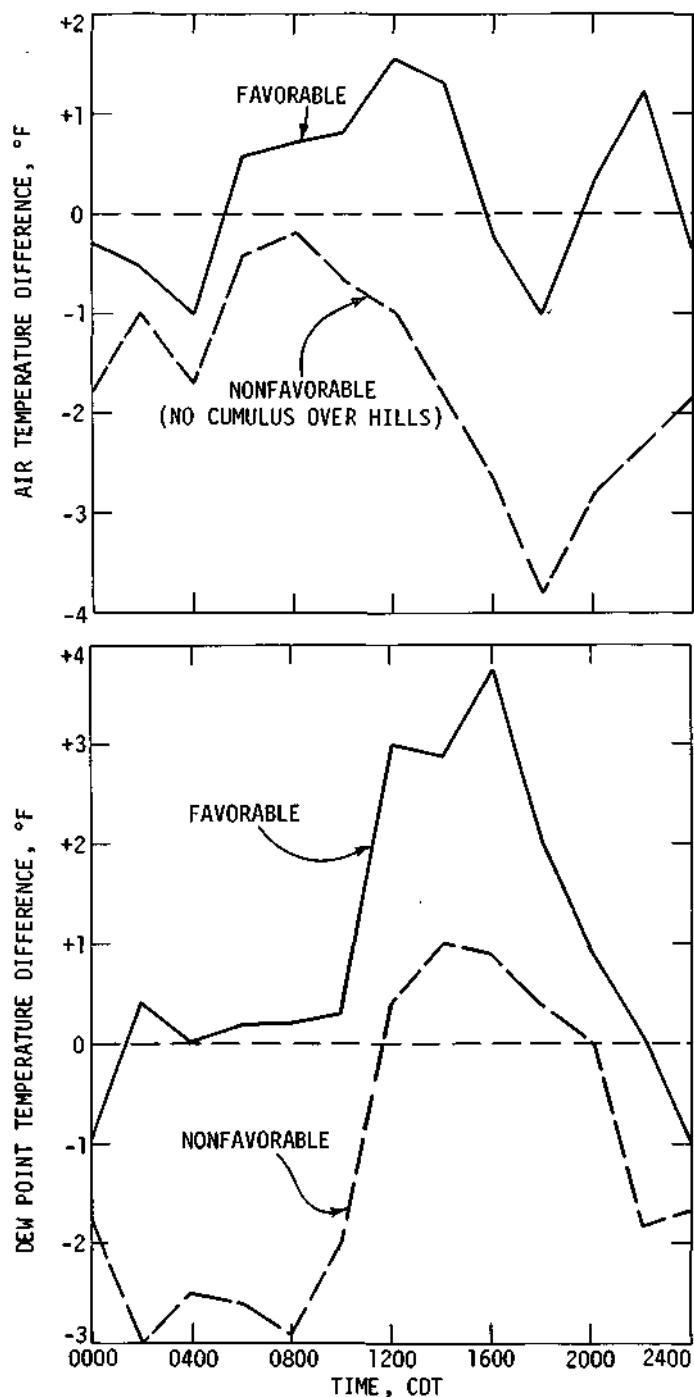 +2
FAVORABLE
+1
0
-1
NONFAVORABLE
(NO CUMULUS OVER HILLS)
-2
-3
-4
AIR TEMPERATURE DIFFERENCE, °F
+4
+3
FAVORABLE
+2
+1
0
NONFAVORABLE
-1
-2
-3
DEW POINT TEMPERATURE DIFFERENCE, °F
0000 0400 0800 1200 1600 2000 2400
TIME, CDT